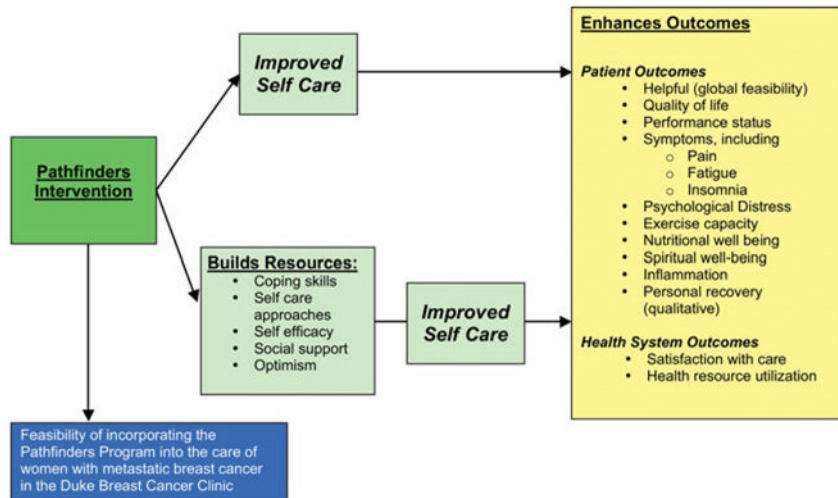 Improved
Self Care
Pathfinders
Intervention
Builds Resources:
• Coping skills
• Self care
approaches
• Self efficacy
• Social support
• Optimism
Improved
Self Care
Feasibility of incorporating the
Pathfinders Program into the care of
women with metastatic breast cancer
in the Duke Breast Cancer Clinic
Enhances Outcomes
Patient Outcomes
• Helpful (global feasibility)
• Quality of life
• Performance status
• Symptoms, including
o Pain
o Fatigue
o Insomnia
• Psychological Distress
• Exercise capacity
• Nutritional well being
• Spiritual well-being
• Inflammation
• Personal recovery
(qualitative)
Health System Outcomes
• Satisfaction with care
• Health resource utilization